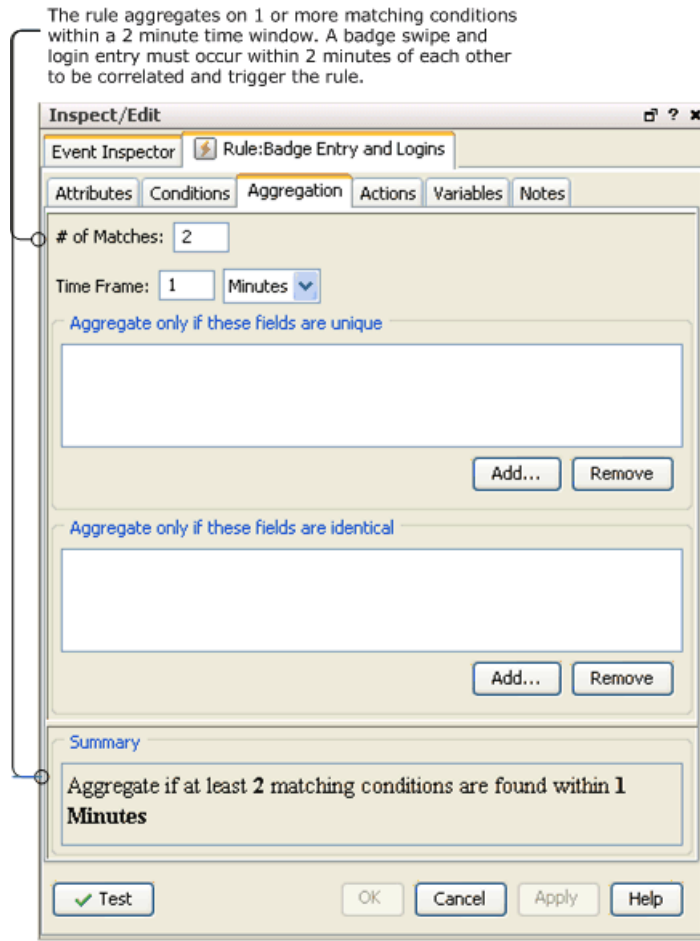 The rule aggregates on 1 or more matching conditions
within a 2 minute time window. A badge swipe and
login entry must occur within 2 minutes of each other
to be correlated and trigger the rule.
Inspect/Edit
Event Inspector Rule:Badge Entry and Logins
Attributes Conditions Aggregation Actions Variables Notes
# of Matches: 2
Time Frame: 1 Minutes
Aggregate only if these fields are unique
Add... Remove
Aggregate only if these fields are identical
Add... Remove
Summary
Aggregate if at least 2 matching conditions are found within 1
Minutes
Test OK Cancel Apply Help